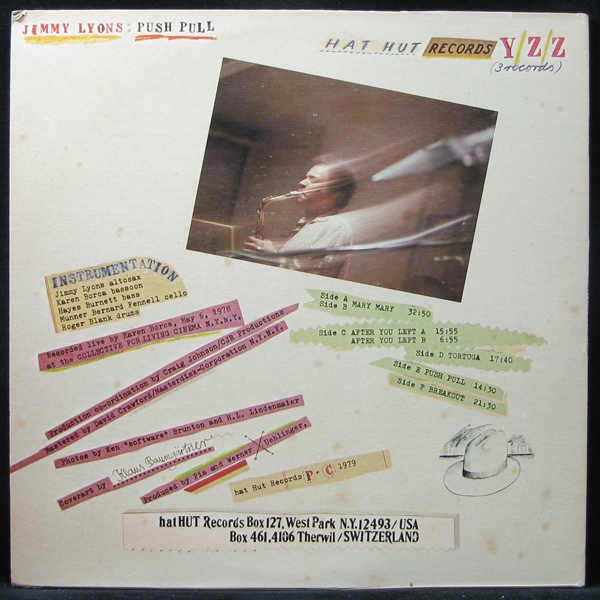 JIMMY LYONS: PUSH PULL
HAT HUT RECORDS Y/Z/Z
(3 records)
INSTRUMENTATION
Jimmy Lyons altosax
Karen Borca bassoon
Hayes Burnett bass
Munner Bernard Fennell cello
Roger Blank drums
Recorded live by Karen Borca, May 6, 1978
at the COLLECTIVE FOR LIVING CINEMA N.Y.N.Y.
Production co-ordination by Craig Johnson/CJR Productions
Mastered by David Crawford/Masterdisk-Corporation N.Y.N.Y.
Photos by Ken "Software" Brunton and H.L. Lindenmaier
Coverart by Klaus Baumgärtner
Produced by Pia and Werner X Uehlinger,
hat Hut Records P + C 1979
Side A MARY MARY 32:50
Side B
Side C AFTER YOU LEFT A 15:55
AFTER YOU LEFT B 6:55
Side D TORTUGA 17:40
Side E PUSH PULL 14:30
Side F BREAKOUT 21:30
hatHUT Records Box 127, West Park N.Y. 12493/USA
Box 461, 4106 Therwil/SWITZERLAND